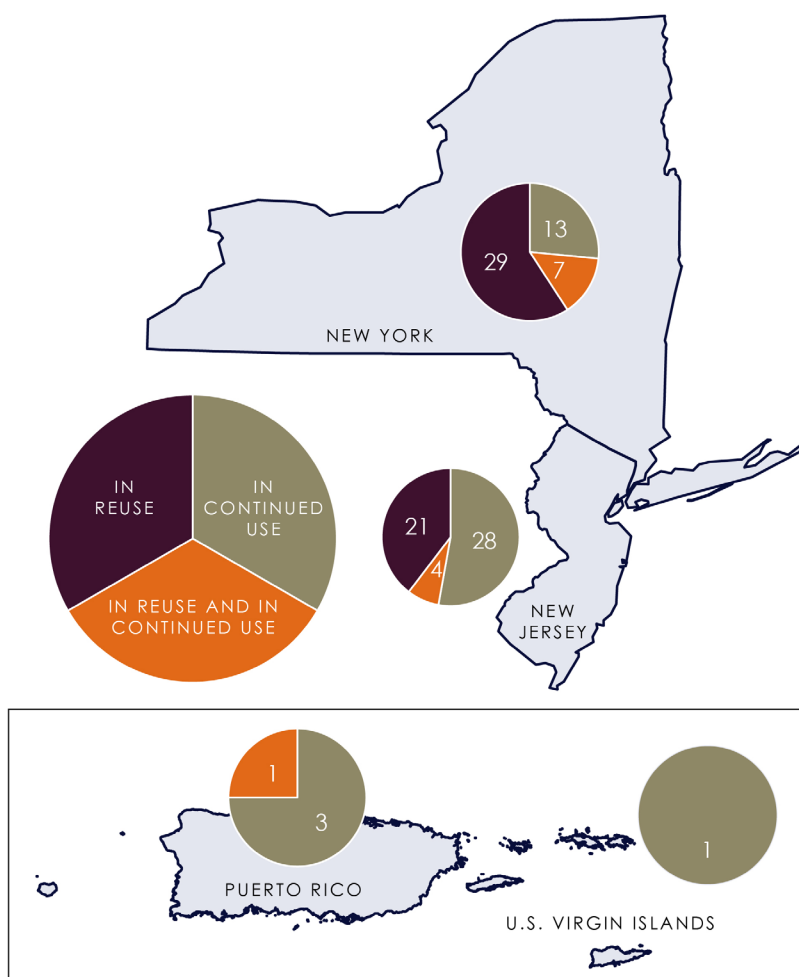 13
29
7
NEW YORK
IN
REUSE
IN
CONTINUED
USE
IN REUSE AND IN
CONTINUED USE
21
28
4
NEW
JERSEY
1
3
PUERTO RICO
1
U.S. VIRGIN ISLANDS